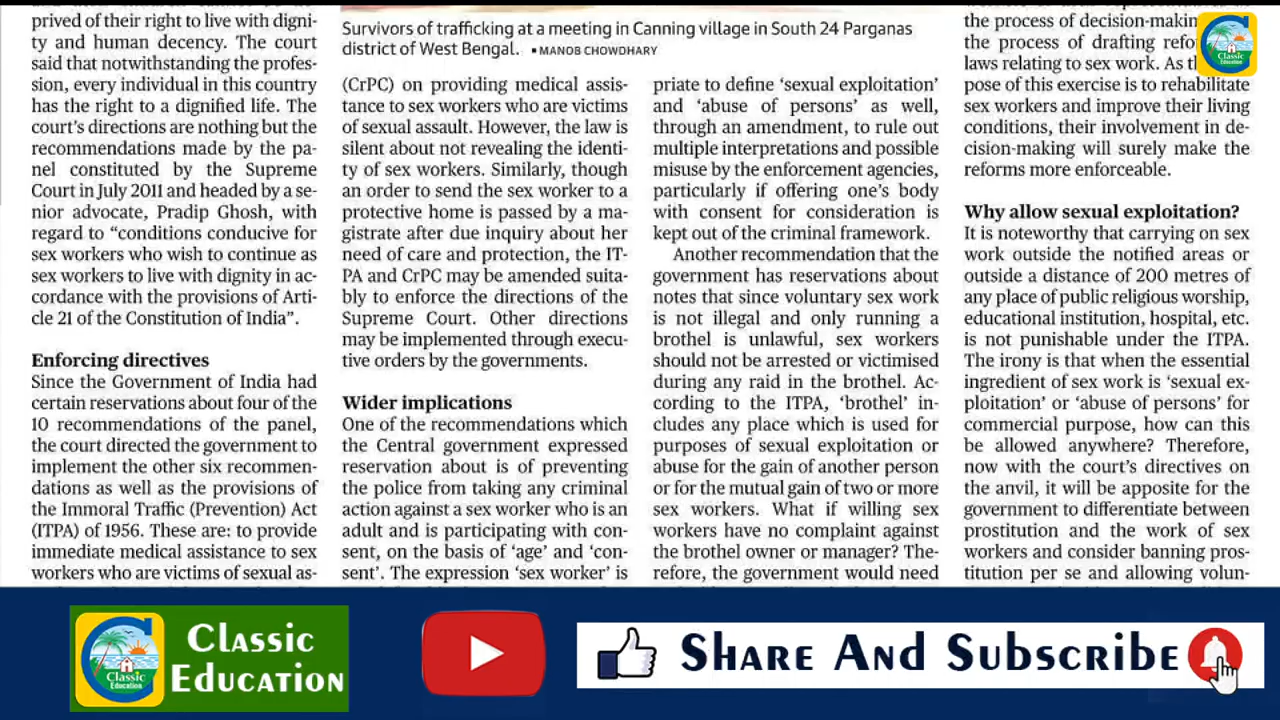 prived of their right to live with digni-
ty and human decency. The court
said that notwithstanding the profes-
sion, every individual in this country
has the right to a dignified life. The
court's directions are nothing but the
recommendations made by the pa-
nel constituted by the Supreme
Court in July 2011 and headed by a se-
nior advocate, Pradip Ghosh, with
regard to “conditions conducive for
sex workers who wish to continue as
sex workers to live with dignity in ac-
cordance with the provisions of Arti-
cle 21 of the Constitution of India”.
Enforcing directives
Since the Government of India had
certain reservations about four of the
10 recommendations of the panel,
the court directed the government to
implement the other six recommen-
dations as well as the provisions of
the Immoral Traffic (Prevention) Act
(ITPA) of 1956. These are: to provide
immediate medical assistance to sex
workers who are victims of sexual as-
Survivors of trafficking at a meeting in Canning village in South 24 Parganas
district of West Bengal. ▪ MANOB CHOWDHARY
(CrPC) on providing medical assis-
tance to sex workers who are victims
of sexual assault. However, the law is
silent about not revealing the identi-
ty of sex workers. Similarly, though
an order to send the sex worker to a
protective home is passed by a ma-
gistrate after due inquiry about her
need of care and protection, the IT-
PA and CrPC may be amended suita-
bly to enforce the directions of the
Supreme Court. Other directions
may be implemented through execu-
tive orders by the governments.
Wider implications
One of the recommendations which
the Central government expressed
reservation about is of preventing
the police from taking any criminal
action against a sex worker who is an
adult and is participating with con-
sent, on the basis of ‘age’ and ‘con-
sent’. The expression ‘sex worker’ is
priate to define ‘sexual exploitation’
and ‘abuse of persons’ as well,
through an amendment, to rule out
multiple interpretations and possible
misuse by the enforcement agencies,
particularly if offering one's body
with consent for consideration is
kept out of the criminal framework.
Another recommendation that the
government has reservations about
notes that since voluntary sex work
is not illegal and only running a
brothel is unlawful, sex workers
should not be arrested or victimised
during any raid in the brothel. Ac-
cording to the ITPA, ‘brothel’ in-
cludes any place which is used for
purposes of sexual exploitation or
abuse for the gain of another person
or for the mutual gain of two or more
sex workers. What if willing sex
workers have no complaint against
the brothel owner or manager? The-
refore, the government would need
the process of decision-makin
the process of drafting refo
laws relating to sex work. As t
pose of this exercise is to rehabilitate
sex workers and improve their living
conditions, their involvement in de-
cision-making will surely make the
reforms more enforceable.
Why allow sexual exploitation?
It is noteworthy that carrying on sex
work outside the notified areas or
outside a distance of 200 metres of
any place of public religious worship,
educational institution, hospital, etc.
is not punishable under the ITPA.
The irony is that when the essential
ingredient of sex work is ‘sexual ex-
ploitation’ or ‘abuse of persons’ for
commercial purpose, how can this
be allowed anywhere? Therefore,
now with the court's directives on
the anvil, it will be apposite for the
government to differentiate between
prostitution and the work of sex
workers and consider banning pros-
titution per se and allowing volun-
Classic
Education
Classic
Education
Classic
Education
Share And Subscribe